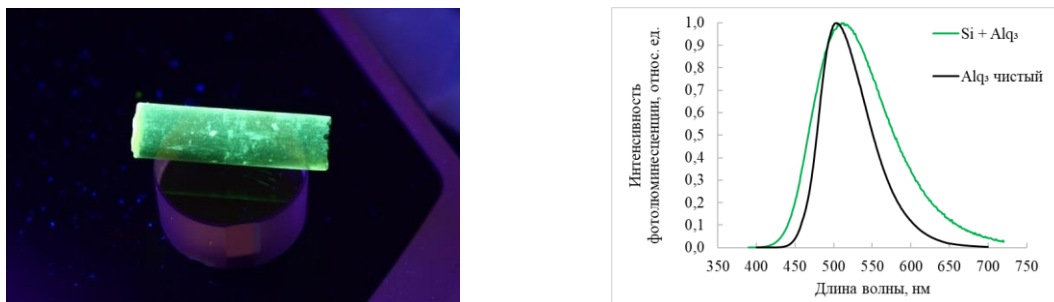 Интенсивность
фотолюминесценции, относ. ед.
1,0
0,9
0,8
0,7
0,6
0,5
0,4
0,3
0,2
0,1
0,0
350 400 450 500 550 600 650 700 750
Длина волны, нм
Si + Alq₃
Alq₃ чистый